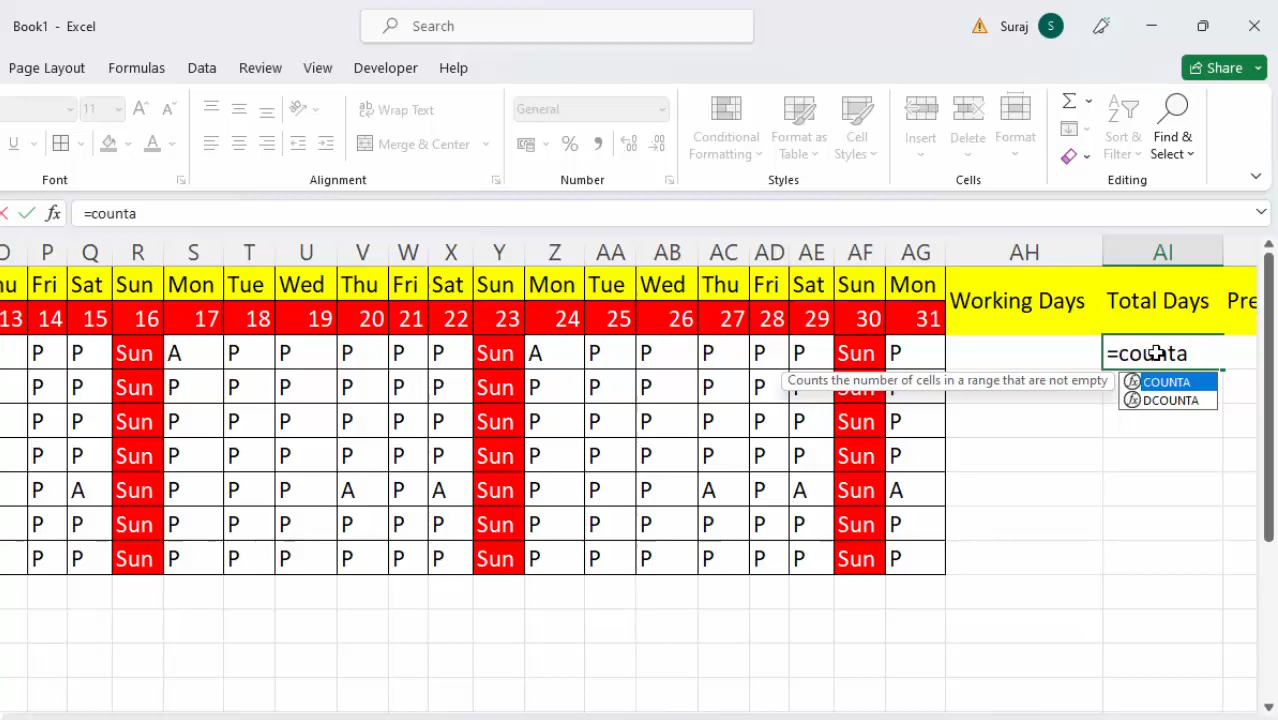 Book1 - Excel
Search
Suraj
S
Page Layout Formulas Data Review View Developer Help
Share
11 A A
Wrap Text
General
U A
Merge & Center
% 9
Conditional Formatting
Format as Table
Cell Styles
Insert
Delete
Format
Sort & Filter
Find & Select
Font Alignment Number Styles Cells Editing
fx =counta
P Q R S T U V W X Y Z AA AB AC AD AE AF AG AH AI
Fri Sat Sun Mon Tue Wed Thu Fri Sat Sun Mon Tue Wed Thu Fri Sat Sun Mon Working Days Total Days Pre
13 14 15 16 17 18 19 20 21 22 23 24 25 26 27 28 29 30 31
P P Sun A P P P P P Sun A P P P P P Sun P =counta
Counts the number of cells in a range that are not empty
COUNTA
DCOUNTA
P P Sun P P P P P P Sun P P P P P P Sun P
P P Sun P P P P P P Sun P P P P P P Sun P
P P Sun P P P P P P Sun P P P P P P Sun P
P A Sun P P P A P A Sun P P P A P A Sun A
P P Sun P P P P P P Sun P P P P P P Sun P
P P Sun P P P P P P Sun P P P P P P Sun P